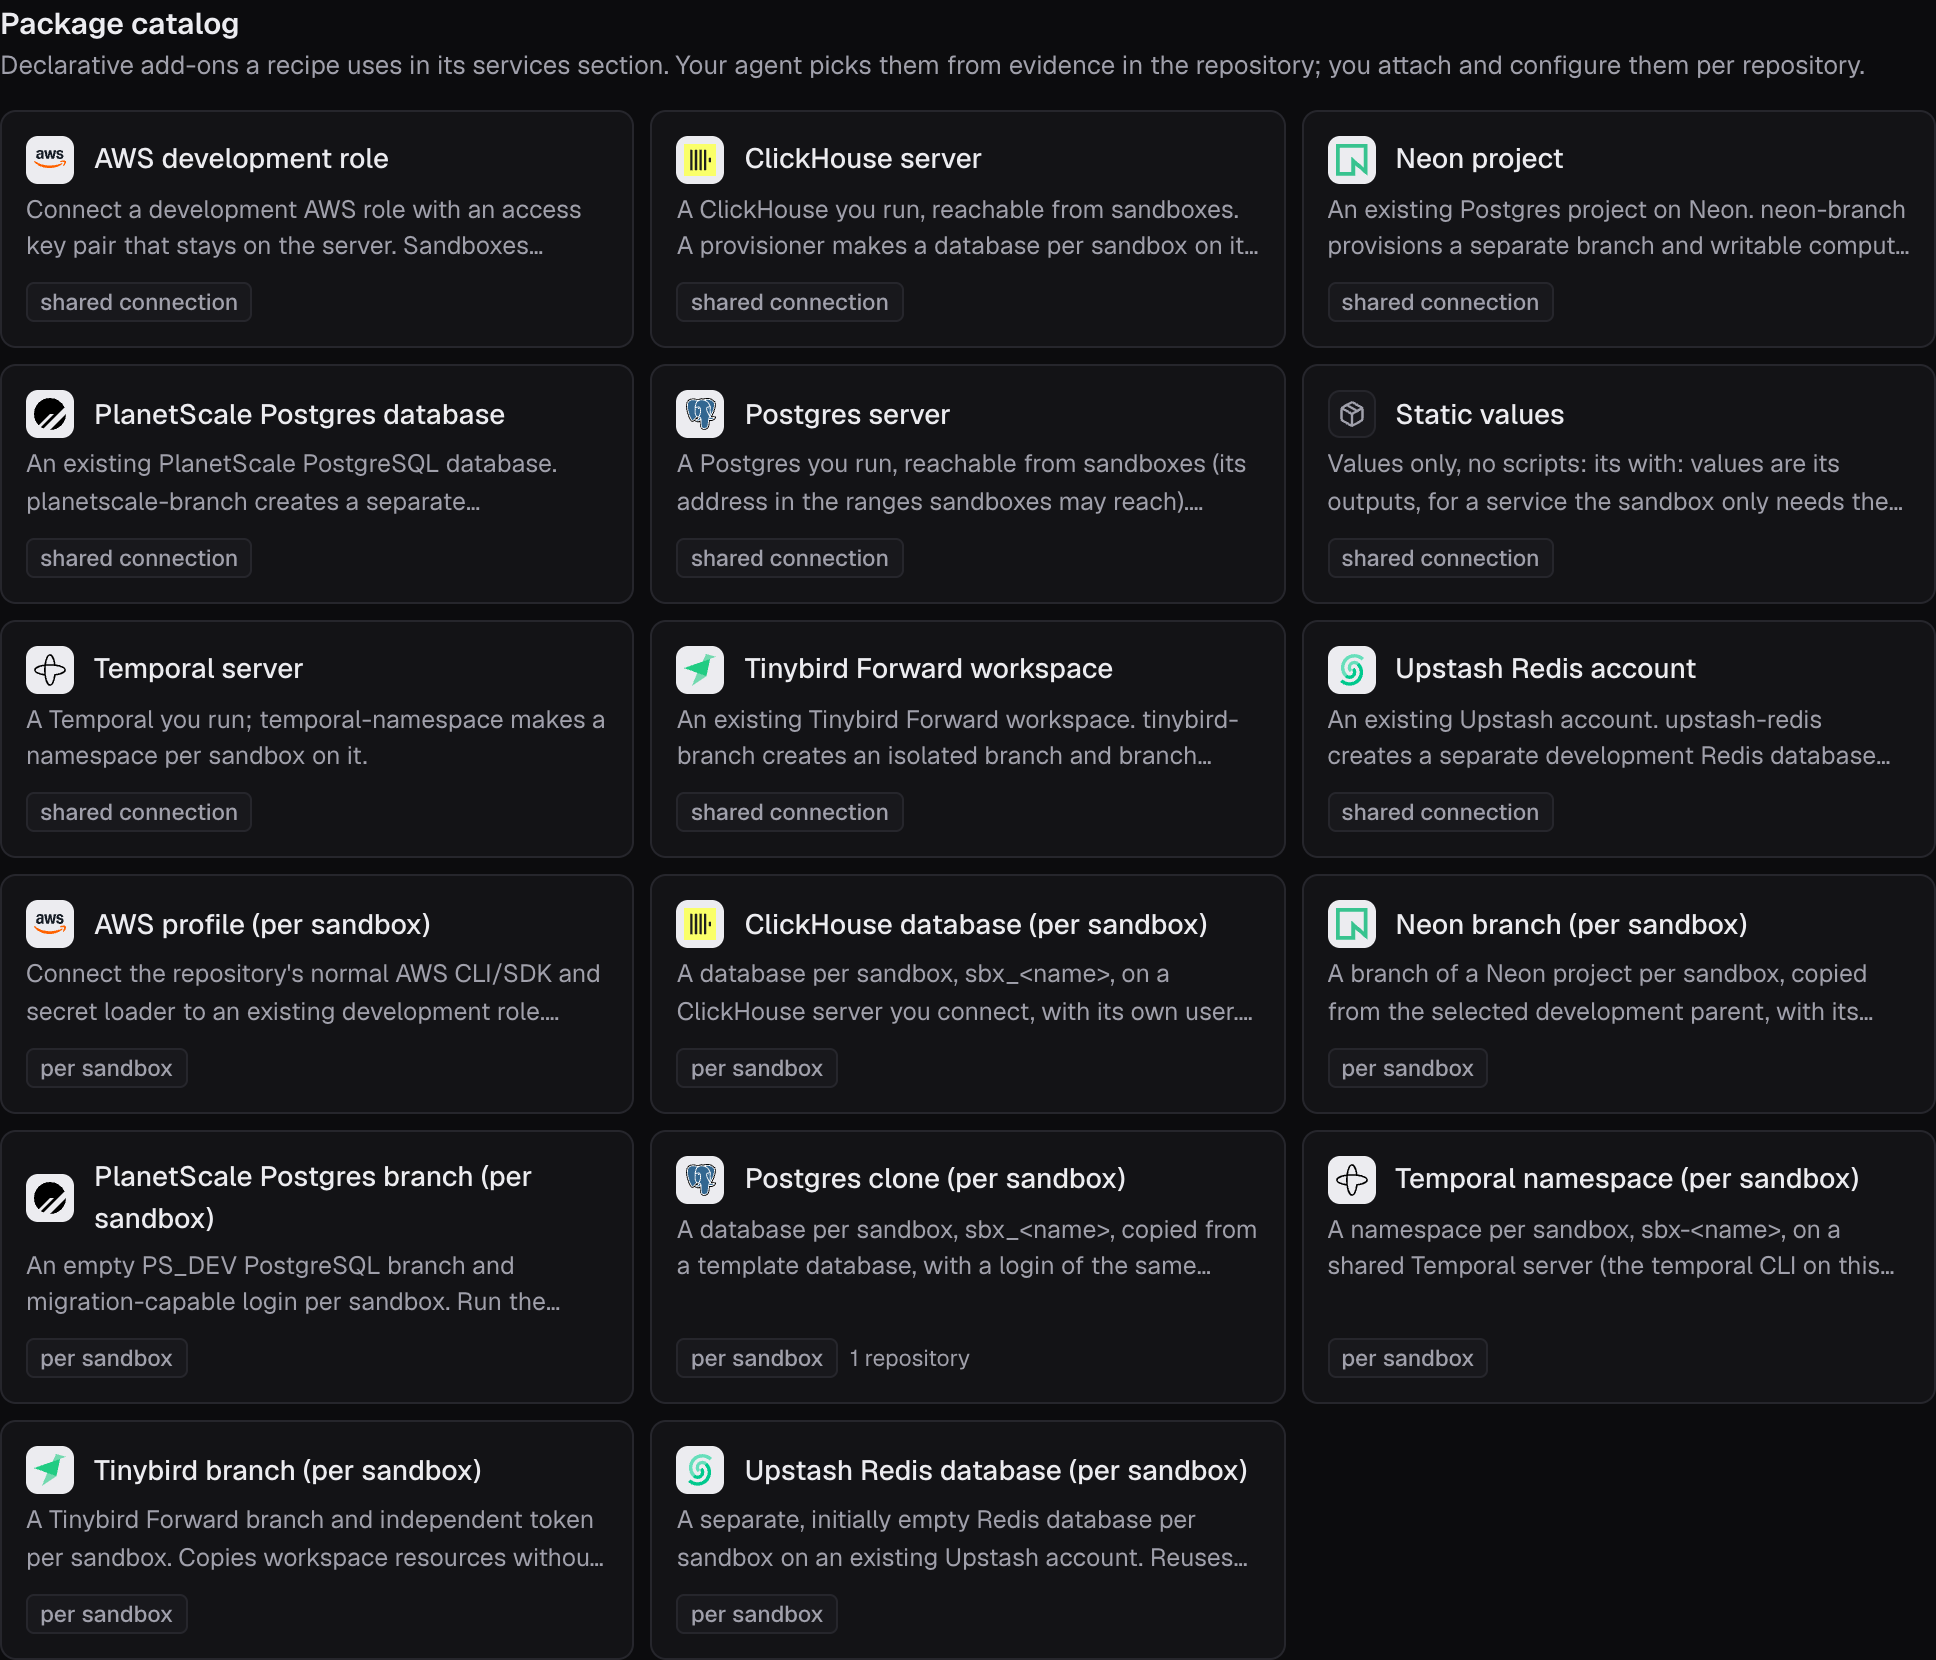 Package catalog
Declarative add-ons a recipe uses in its services section. Your agent picks them from evidence in the repository; you attach and configure them per repository.
aws
AWS development role
Connect a development AWS role with an access
key pair that stays on the server. Sandboxes…
shared connection
ClickHouse server
A ClickHouse you run, reachable from sandboxes.
A provisioner makes a database per sandbox on it…
shared connection
Neon project
An existing Postgres project on Neon. neon-branch
provisions a separate branch and writable comput…
shared connection
PlanetScale Postgres database
An existing PlanetScale PostgreSQL database.
planetscale-branch creates a separate…
shared connection
Postgres server
A Postgres you run, reachable from sandboxes (its
address in the ranges sandboxes may reach).…
shared connection
Static values
Values only, no scripts: its with: values are its
outputs, for a service the sandbox only needs the…
shared connection
Temporal server
A Temporal you run; temporal-namespace makes a
namespace per sandbox on it.
shared connection
Tinybird Forward workspace
An existing Tinybird Forward workspace. tinybird-
branch creates an isolated branch and branch…
shared connection
Upstash Redis account
An existing Upstash account. upstash-redis
creates a separate development Redis database…
shared connection
aws
AWS profile (per sandbox)
Connect the repository's normal AWS CLI/SDK and
secret loader to an existing development role.…
per sandbox
ClickHouse database (per sandbox)
A database per sandbox, sbx_<name>, on a
ClickHouse server you connect, with its own user.…
per sandbox
Neon branch (per sandbox)
A branch of a Neon project per sandbox, copied
from the selected development parent, with its…
per sandbox
PlanetScale Postgres branch (per
sandbox)
An empty PS_DEV PostgreSQL branch and
migration-capable login per sandbox. Run the…
per sandbox
Postgres clone (per sandbox)
A database per sandbox, sbx_<name>, copied from
a template database, with a login of the same…
per sandbox 1 repository
Temporal namespace (per sandbox)
A namespace per sandbox, sbx-<name>, on a
shared Temporal server (the temporal CLI on this…
per sandbox
Tinybird branch (per sandbox)
A Tinybird Forward branch and independent token
per sandbox. Copies workspace resources withou…
per sandbox
Upstash Redis database (per sandbox)
A separate, initially empty Redis database per
sandbox on an existing Upstash account. Reuses…
per sandbox